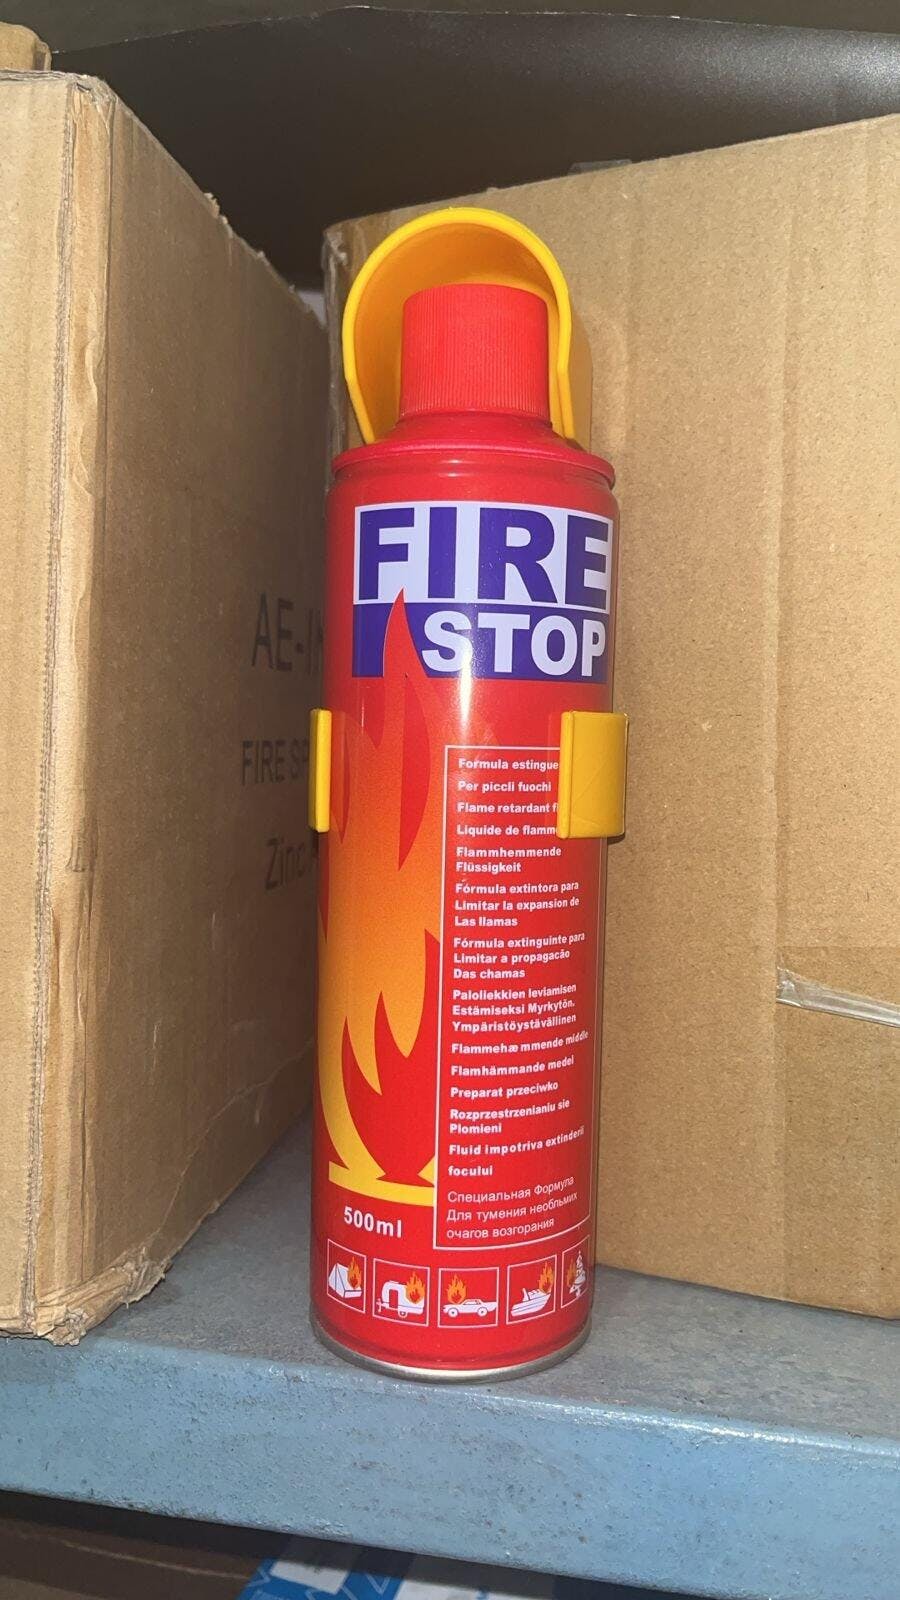 FIRE
STOP
Formula estingue
Per piccli fuochi
Flame retardant
Liquide de flamm
Flammhemmende
Flüssigkeit
Fórmula extintora para
Limitar la expansion de
Las llamas
Fórmula extinguinte para
Limitar a propagacão
Das chamas
Paloliekkien leviamisen
Estämiseksi Myrkytön.
Ympäristöystävällinen
Flammehæ mmende middle
Flamhämmande medel
Preparat przeciwko
Rozprzestrzenianiu sie
Plomieni
Fluid impotriva extinderii
focului
Специальная Формула
Для тумения необльмих
очагов возгорания
500ml
AE-
FIRE
Zinc